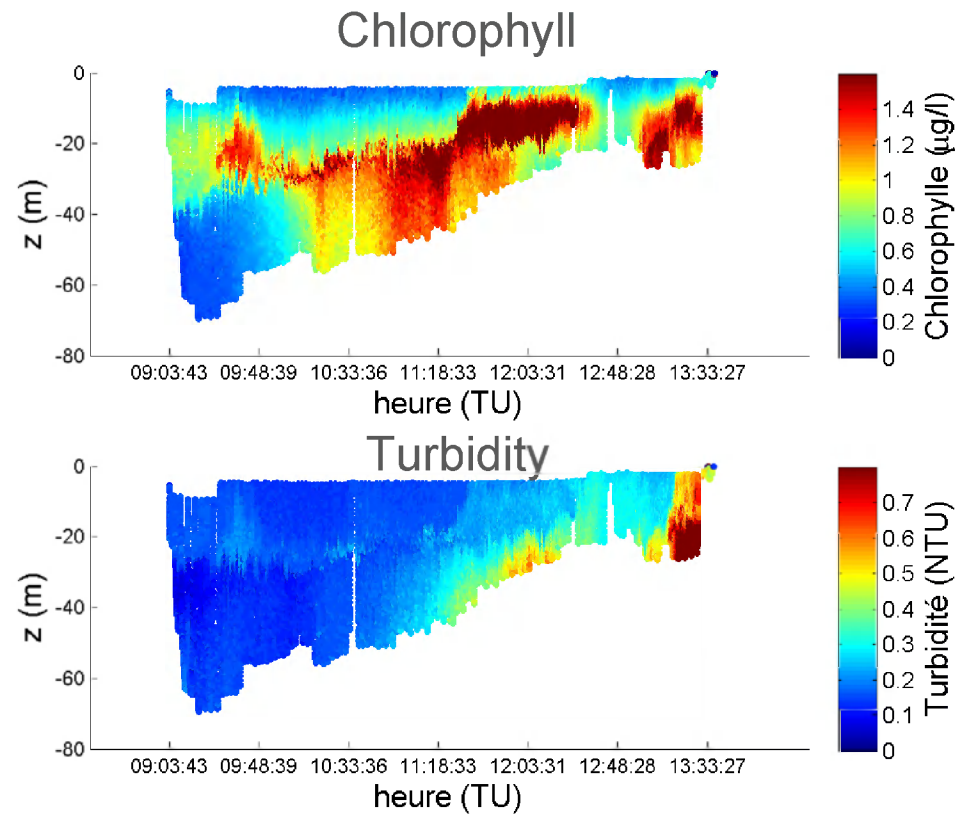 Chlorophyll
0
-20
-40
-60
-80
z (m)
09:03:43 09:48:39 10:33:36 11:18:33 12:03:31 12:48:28 13:33:27
heure (TU)
1.4
1.2
1
0.8
0.6
0.4
0.2
0
Chlorophylle (µg/l)
Turbidity
0
-20
-40
-60
-80
z (m)
09:03:43 09:48:39 10:33:36 11:18:33 12:03:31 12:48:28 13:33:27
heure (TU)
0.7
0.6
0.5
0.4
0.3
0.2
0.1
0
Turbidité (NTU)